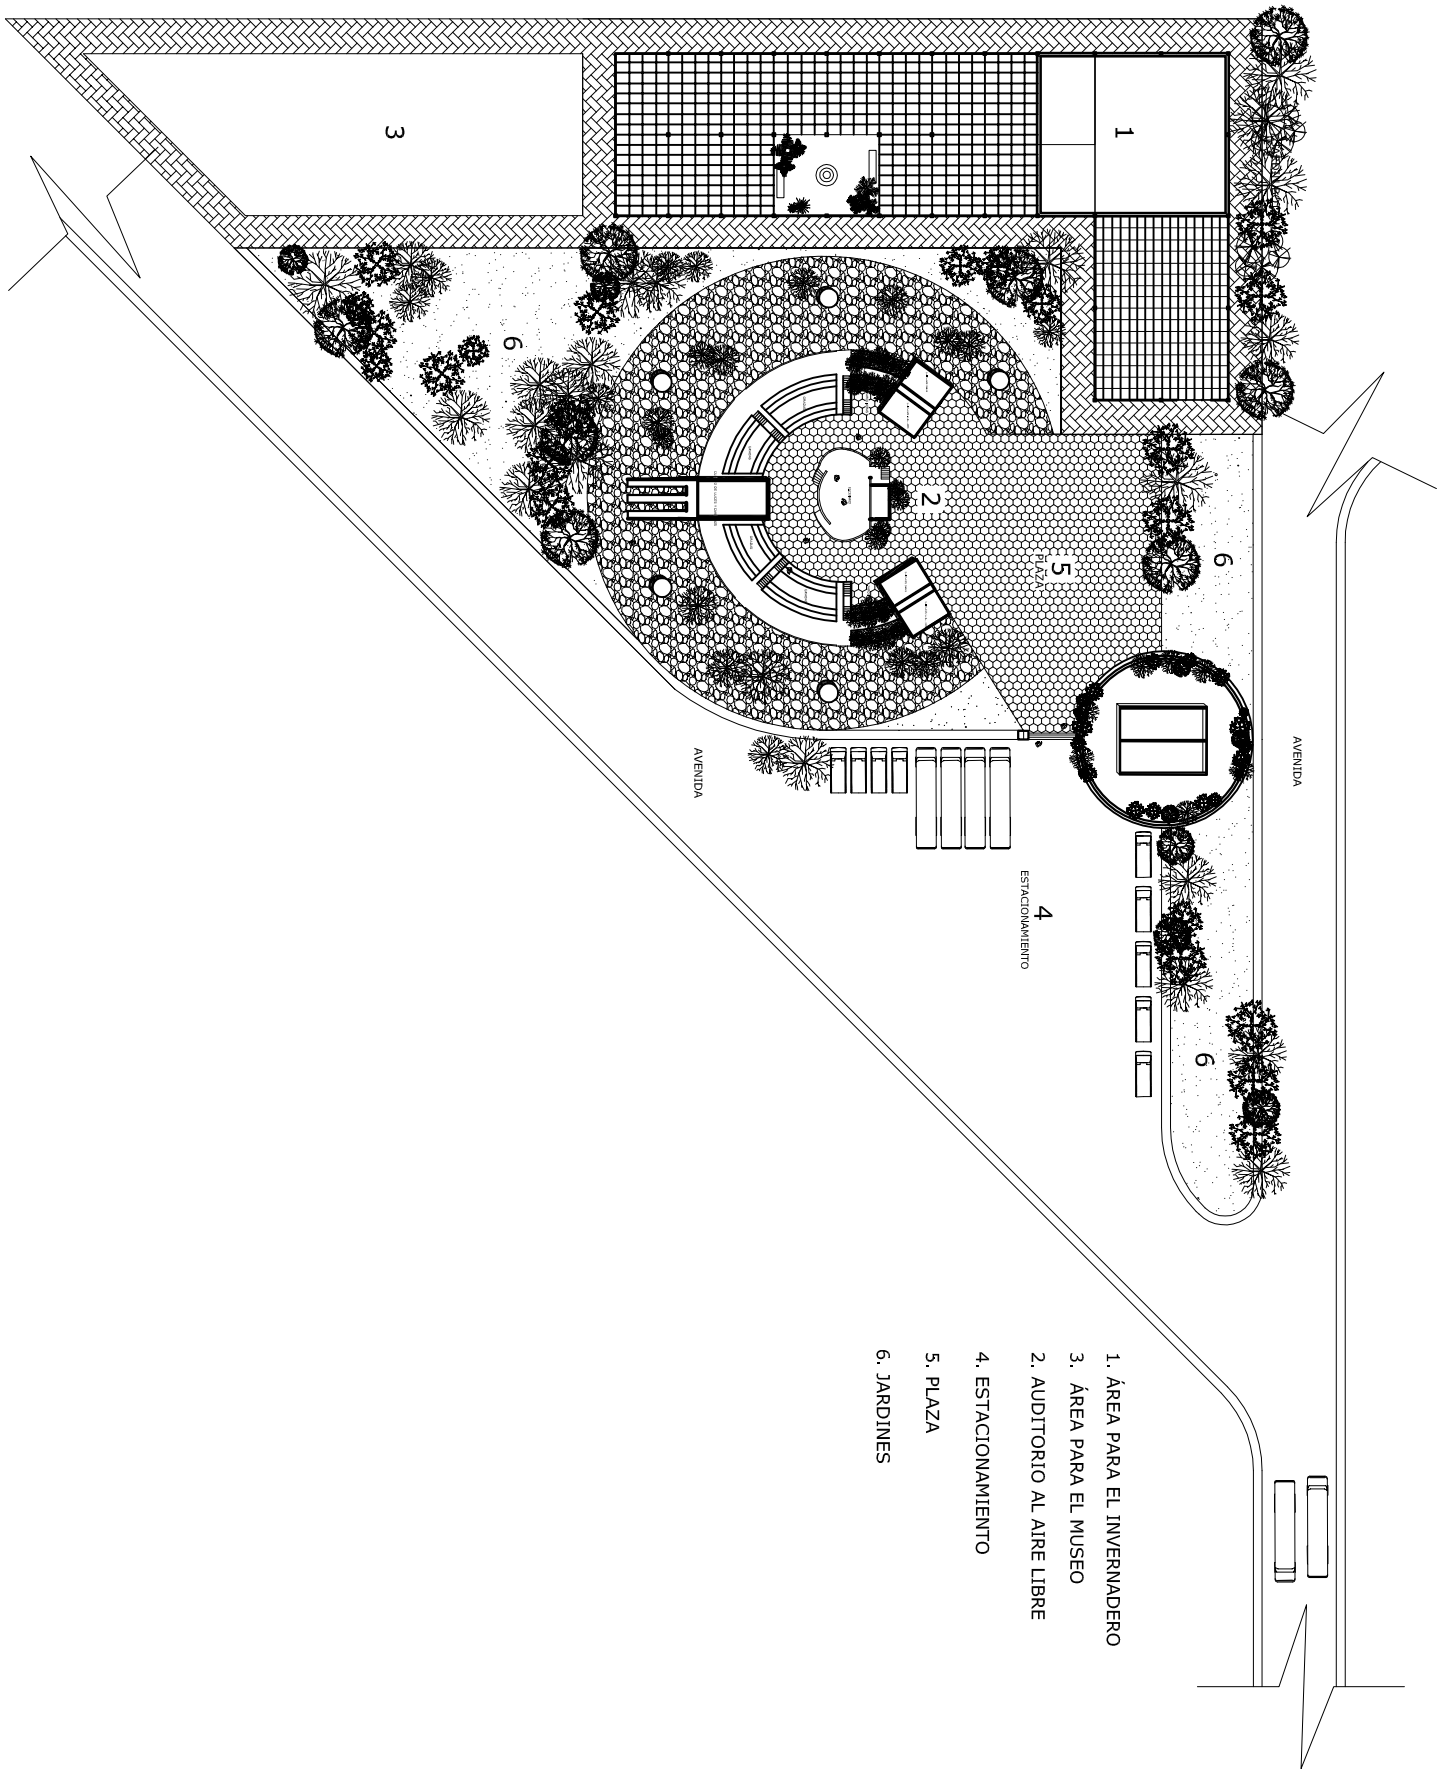 3
1
6
2
5
PLAZA
6
AVENIDA
AVENIDA
4
ESTACIONAMIENTO
6
1. ÁREA PARA EL INVERNADERO
3. ÁREA PARA EL MUSEO
2. AUDITORIO AL AIRE LIBRE
4. ESTACIONAMIENTO
5. PLAZA
6. JARDINES